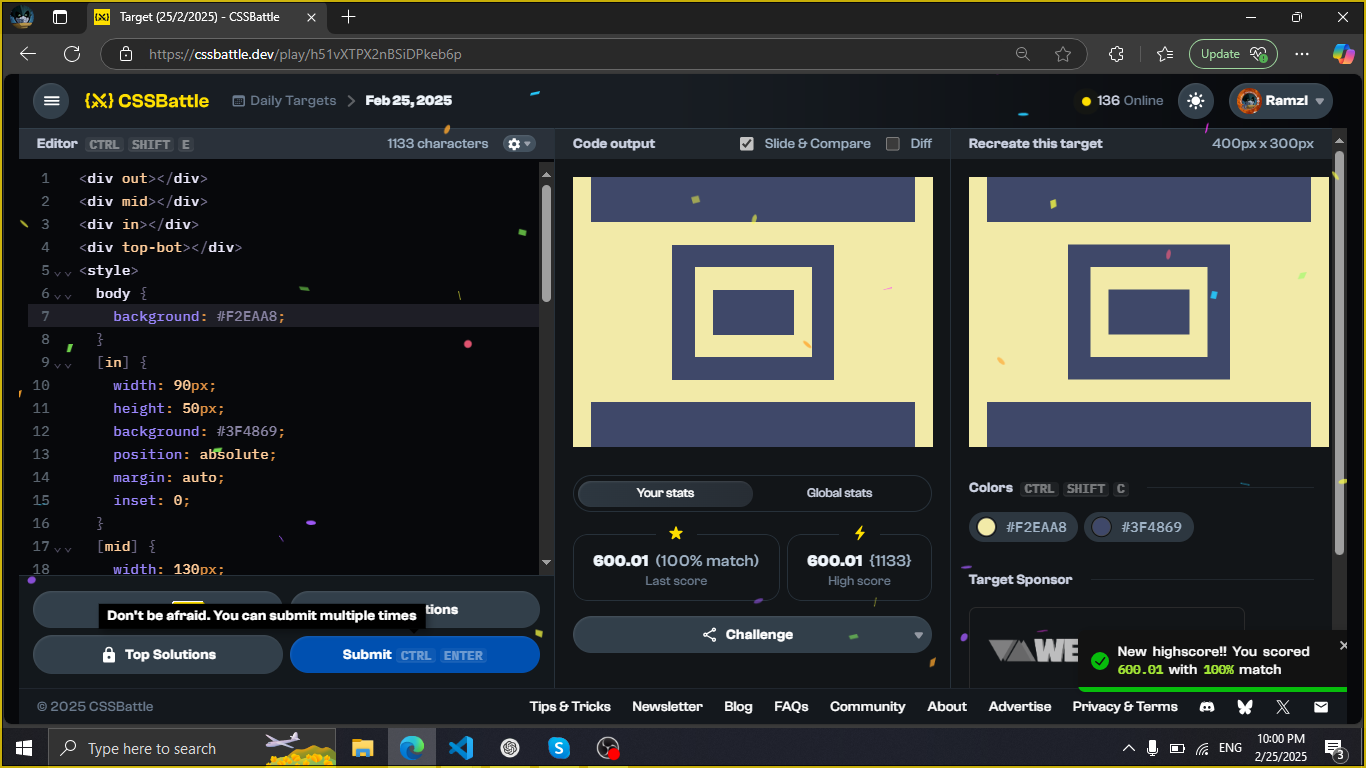 Target (25/2/2025) - CSSBattle
https://cssbattle.dev/play/h51vXTPX2nBSiDPkeb6p
Update
CSSBattle
Daily Targets
Feb 25, 2025
136 Online
Ramzl
Editor CTRL SHIFT E
1133 characters
Code output
Slide & Compare
Diff
Recreate this target
400px x 300px
1 <div out></div>
2 <div mid></div>
3 <div in></div>
4 <div top-bot></div>
5 <style>
6 body {
7 background: #F2EAA8;
8 }
9 [in] {
10 width: 90px;
11 height: 50px;
12 background: #3F4869;
13 position: absolute;
14 margin: auto;
15 inset: 0;
16 }
17 [mid] {
18 width: 130px;
Don't be afraid. You can submit multiple times
Top Solutions
Submit CTRL ENTER
Your stats
Global stats
600.01 (100% match)
Last score
600.01 {1133}
High score
Challenge
Colors CTRL SHIFT C
#F2EAA8
#3F4869
Target Sponsor
WE
New highscore!! You scored
600.01 with 100% match
© 2025 CSSBattle
Tips & Tricks
Newsletter
Blog
FAQs
Community
About
Advertise
Privacy & Terms
Type here to search
ENG
10:00 PM
2/25/2025
3